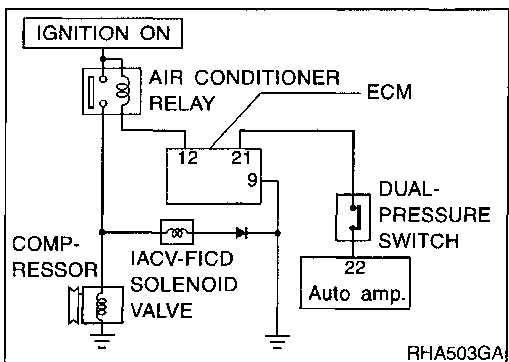 IGNITION ON
AIR CONDITIONER
RELAY
ECM
12
21
9
DUAL-
PRESSURE
SWITCH
COMP-
RESSOR
IACV-FICD
SOLENOID
VALVE
22
Auto amp.
RHA503GA